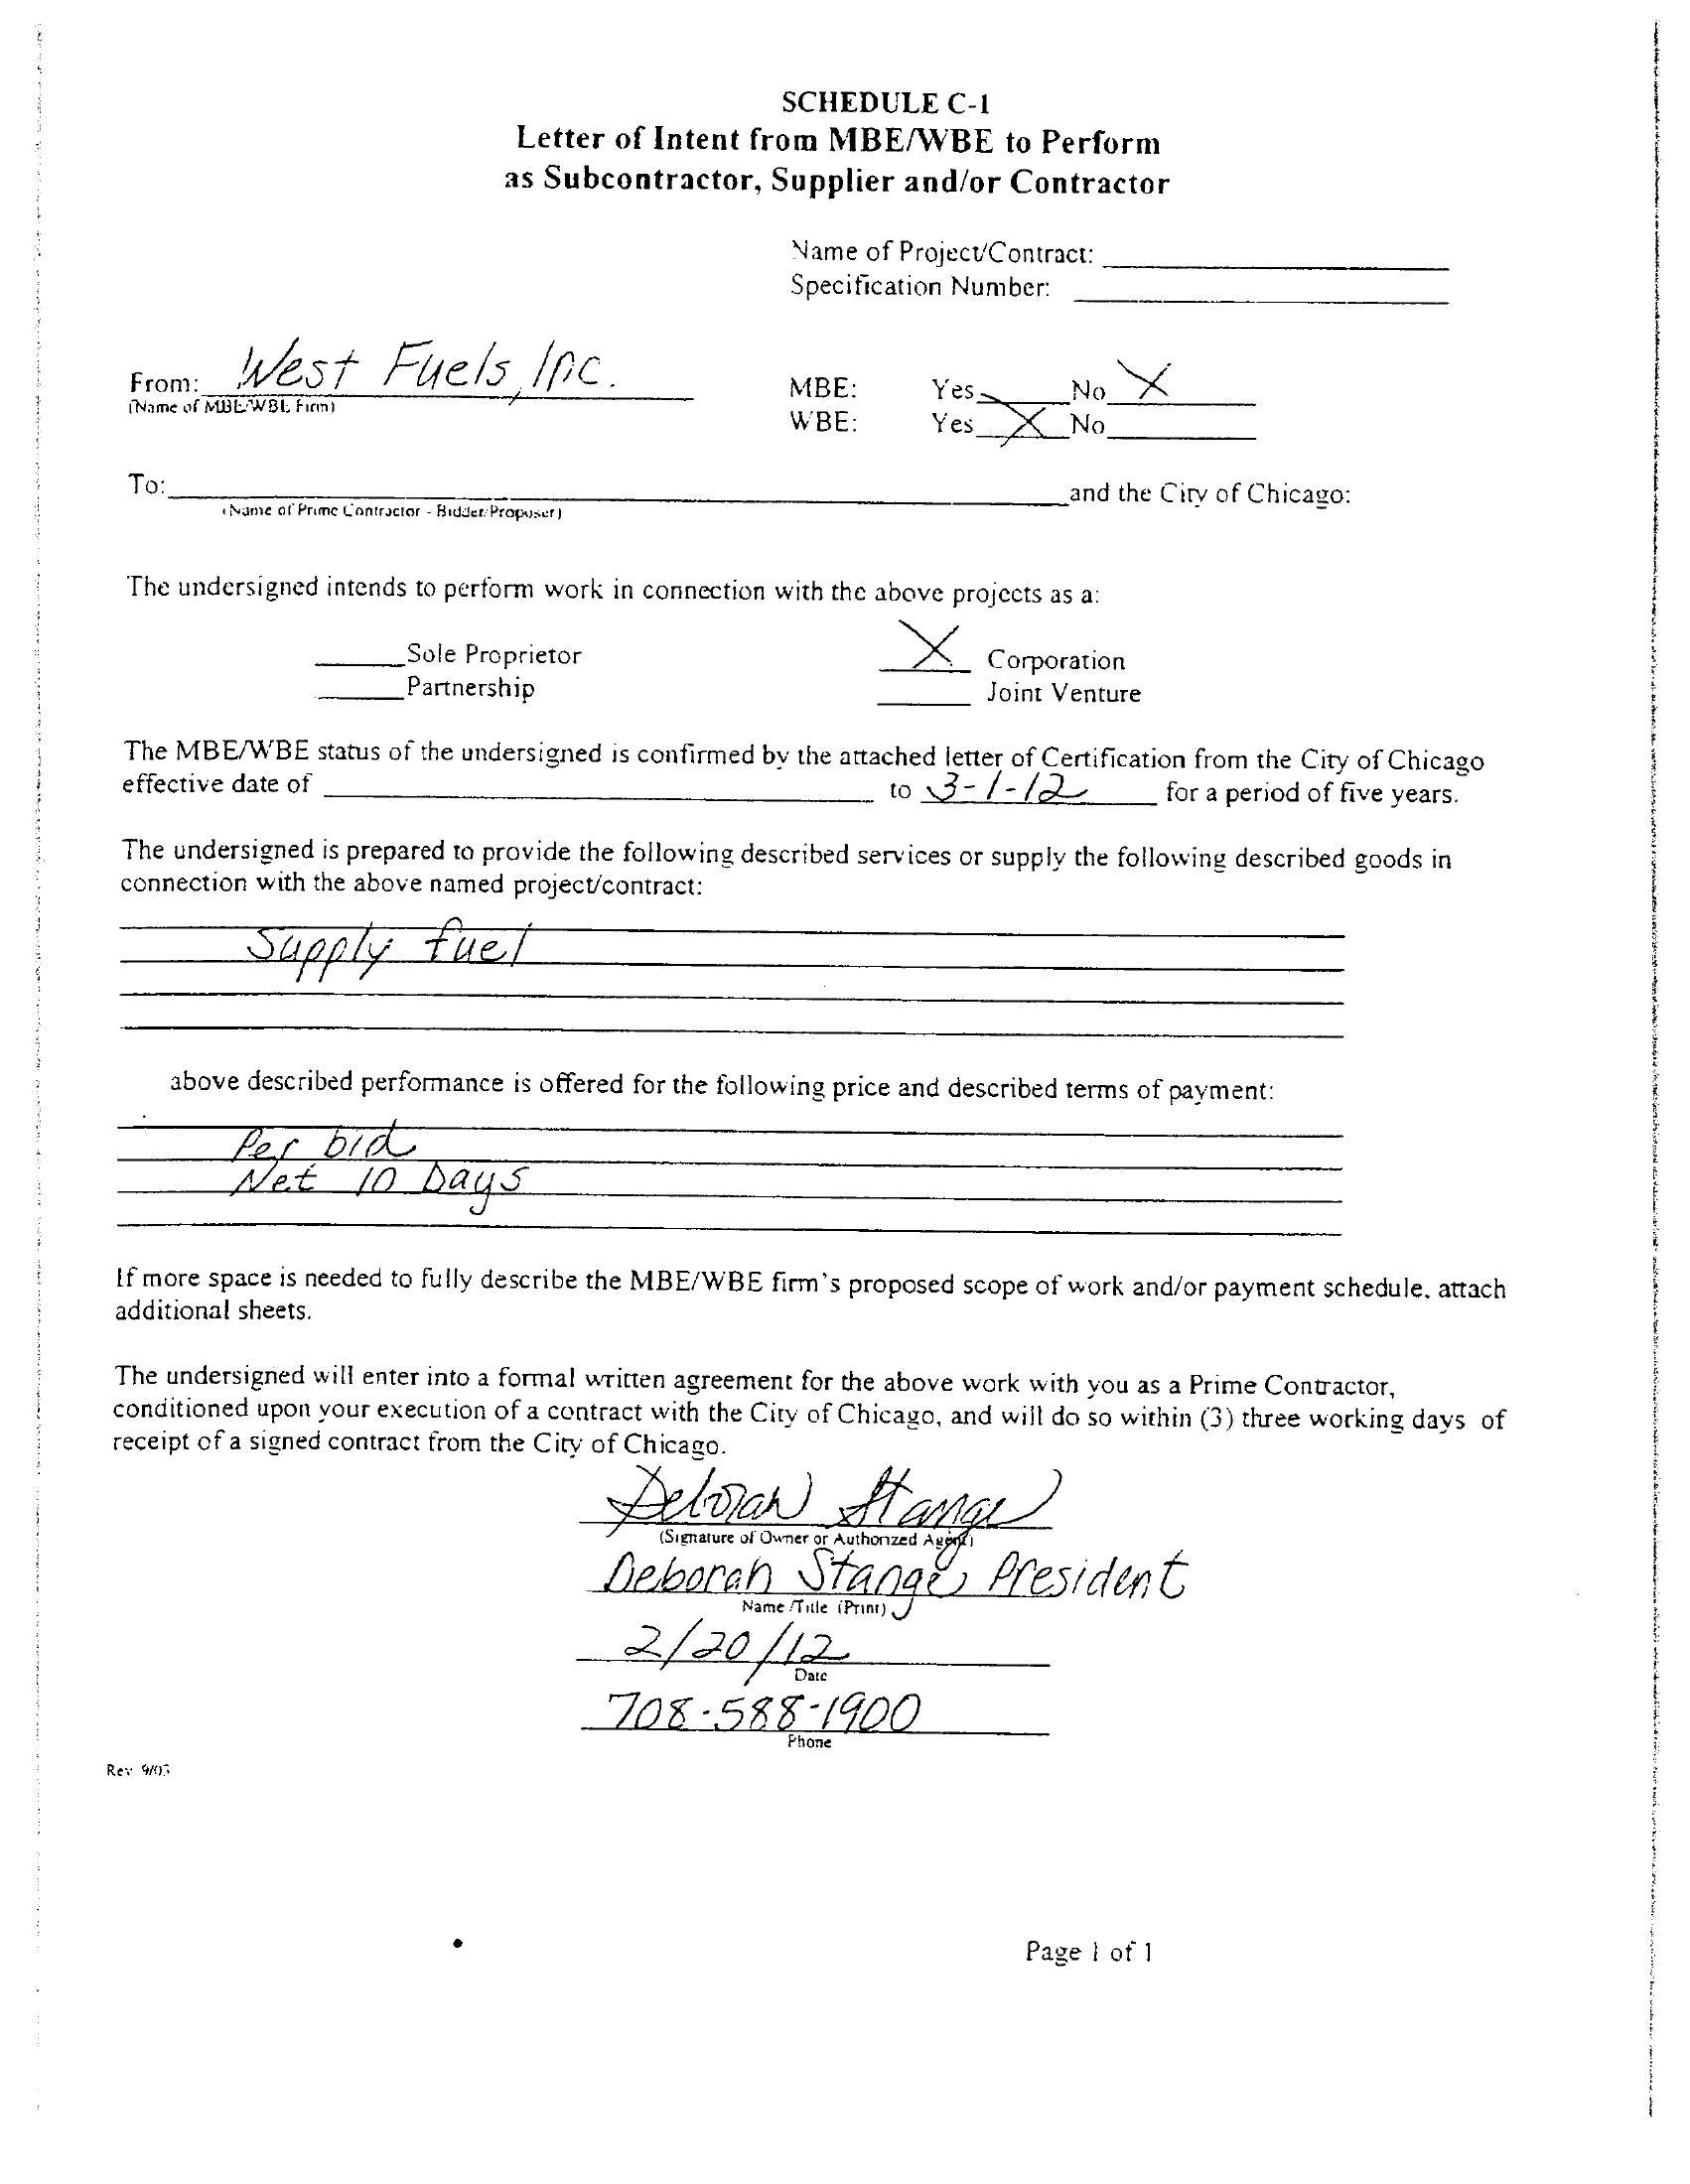 SCHEDULE C-1
Letter of Intent from MBE/WBE to Perform
as Subcontractor, Supplier and/or Contractor
Name of Project/Contract:
Specification Number:
From: West Fuels, Inc.
(Name of MBE/WBE Firm)
MBE: Yes No X
WBE: Yes X No
To: and the City of Chicago:
(Name of Prime Contractor - Bidder/Proposer)
The undersigned intends to perform work in connection with the above projects as a:
Sole Proprietor X Corporation
Partnership Joint Venture
The MBE/WBE status of the undersigned is confirmed by the attached letter of Certification from the City of Chicago
effective date of to 3-1-12 for a period of five years.
The undersigned is prepared to provide the following described services or supply the following described goods in
connection with the above named project/contract:
Supply fuel
above described performance is offered for the following price and described terms of payment:
Per bid
Net 10 Days
If more space is needed to fully describe the MBE/WBE firm's proposed scope of work and/or payment schedule, attach
additional sheets.
The undersigned will enter into a formal written agreement for the above work with you as a Prime Contractor,
conditioned upon your execution of a contract with the City of Chicago, and will do so within (3) three working days of
receipt of a signed contract from the City of Chicago.
Deborah Stange
(Signature of Owner or Authorized Agent)
Deborah Stange, President
Name /Title (Print)
2/20/12
Date
708-588-1900
Phone
Rev. 9/05
Page 1 of 1